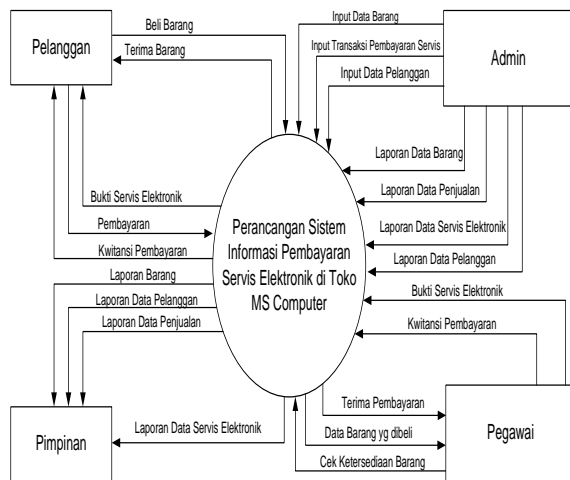 Beli Barang
Terima Barang
Pelanggan
Input Data Barang
Input Transaksi Pembayaran Servis
Input Data Pelanggan
Admin
Laporan Data Barang
Laporan Data Penjualan
Laporan Data Servis Elektronik
Laporan Data Pelanggan
Bukti Servis Elektronik
Pembayaran
Kwitansi Pembayaran
Laporan Barang
Laporan Data Pelanggan
Laporan Data Penjualan
Perancangan Sistem
Informasi Pembayaran
Servis Elektronik di Toko
MS Computer
Bukti Servis Elektronik
Kwitansi Pembayaran
Pimpinan
Laporan Data Servis Elektronik
Terima Pembayaran
Data Barang yg dibeli
Cek Ketersediaan Barang
Pegawai